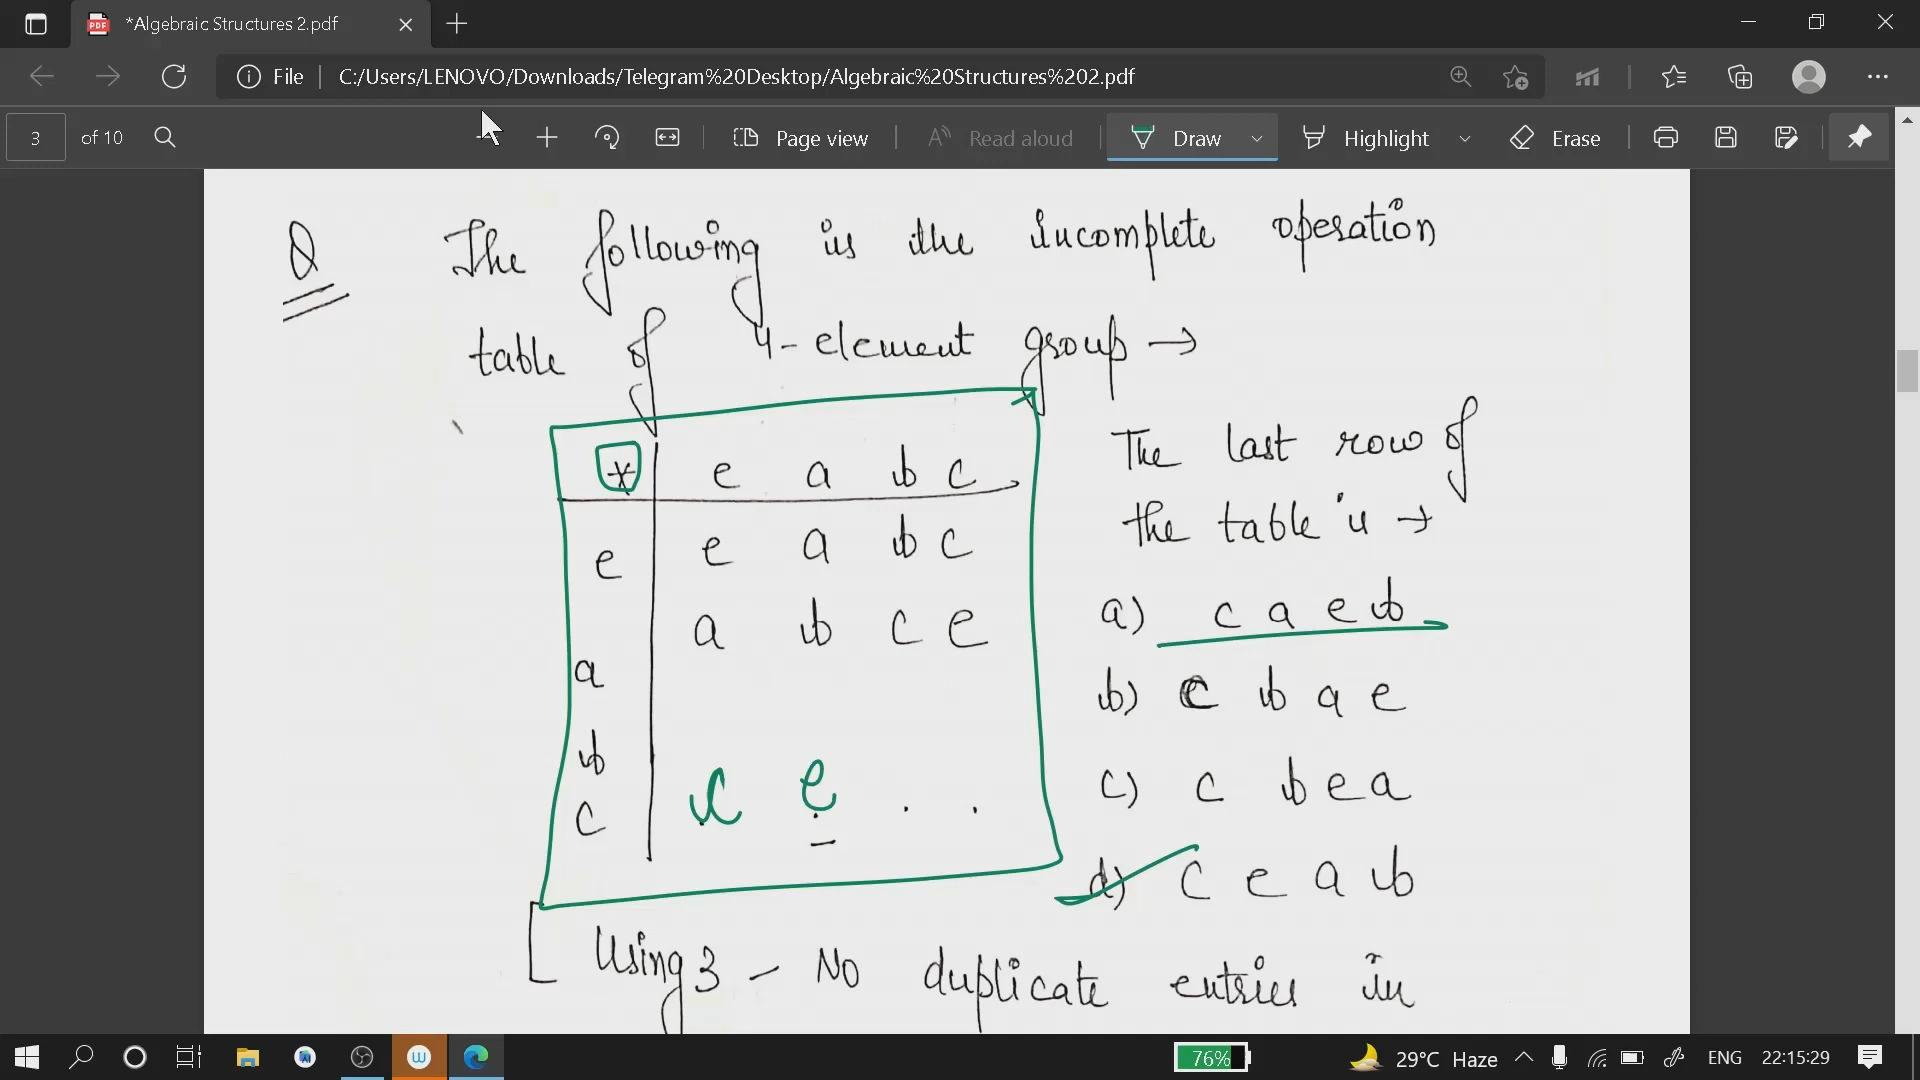 *Algebraic Structures 2.pdf
File
C:/Users/LENOVO/Downloads/Telegram%20Desktop/Algebraic%20Structures%202.pdf
3 of 10
Page view
Read aloud
Draw
Highlight
Erase
Q The following is the incomplete operation
table of 4-element group →
* e a b c
e e a b c
a b c e
a
b
c c e . .
The last row of
the table is →
a) c a e b
b) c b a e
c) c b e a
d) c e a b
[ Using 3 - No duplicate entries in
76%
29°C Haze
ENG
22:15:29